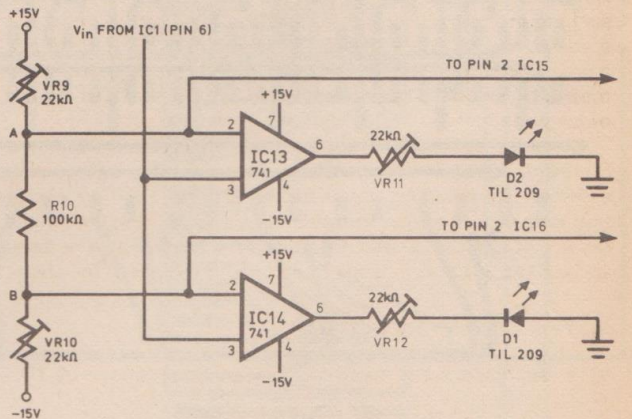 +15V
Vin FROM IC1 (PIN 6)
TO PIN 2 IC15
VR9
22kΩ
+15V
A
2
7
IC13
741
6
3
4
22kΩ
VR11
D2
TIL 209
-15V
R10
100kΩ
TO PIN 2 IC16
+15V
B
2
7
IC14
741
6
3
4
22kΩ
VR12
D1
TIL 209
-15V
VR10
22kΩ
-15V